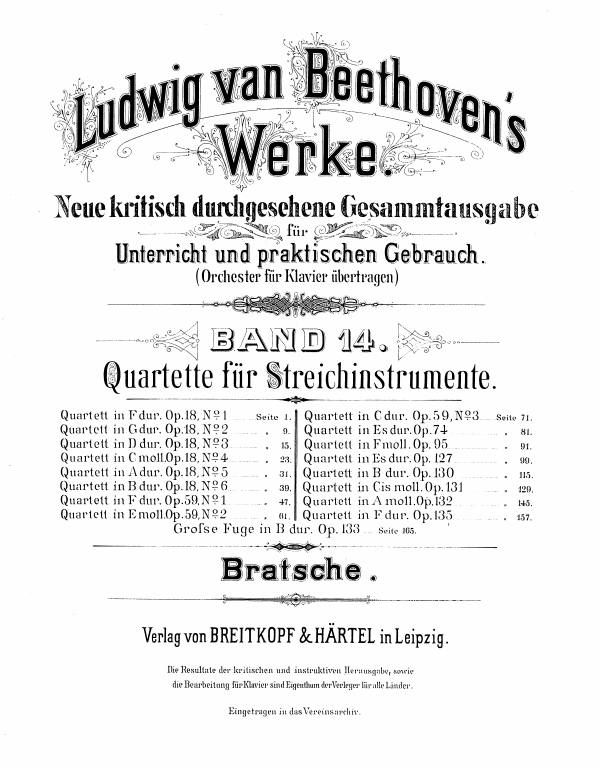 Ludwig van Beethoven's
Werke.
Neue kritisch durchgesehene Gesammtausgabe
für
Unterricht und praktischen Gebrauch.
(Orchester für Klavier übertragen)
BAND 14.
Quartette für Streichinstrumente.
Quartett in F dur. Op. 18, No 1 Seite 1.
Quartett in G dur. Op. 18, No 2 „ 9.
Quartett in D dur. Op. 18, No 3 „ 15.
Quartett in C moll. Op. 18, No 4 „ 23.
Quartett in A dur. Op. 18, No 5 „ 31.
Quartett in B dur. Op. 18, No 6 „ 39.
Quartett in F dur. Op. 59, No 1 „ 47.
Quartett in E moll. Op. 59, No 2 „ 61.
Quartett in C dur. Op. 59, No 3 Seite 71.
Quartett in Es dur. Op. 74 „ 81.
Quartett in F moll. Op. 95 „ 91.
Quartett in Es dur. Op. 127 „ 99.
Quartett in B dur. Op. 130 „ 115.
Quartett in Cis moll. Op. 131 „ 129.
Quartett in A moll. Op. 132 „ 145.
Quartett in F dur. Op. 135 „ 157.
Grofse Fuge in B dur. Op. 133 Seite 165.
Bratsche.
Verlag von BREITKOPF & HÄRTEL in Leipzig.
Die Resultate der kritischen und instruktiven Herausgabe, sowie
die Bearbeitung für Klavier sind Eigenthum der Verleger für alle Länder.
Eingetragen in das Vereinsarchiv.